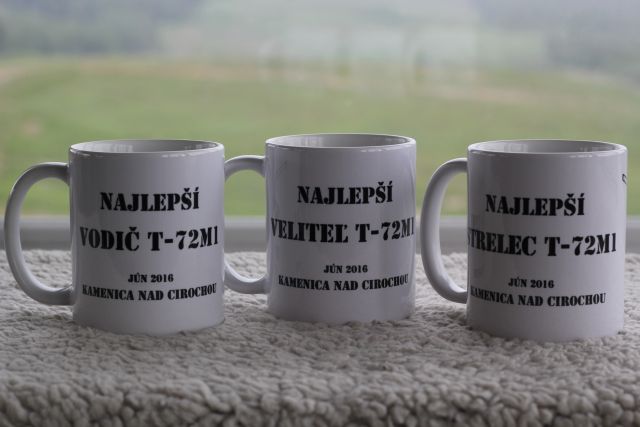 NAJLEPŠÍ
VODIČ T-72M1
JÚN 2016
KAMENICA NAD CIROCHOU
NAJLEPŠÍ
VELITEĽ T-72M1
JÚN 2016
KAMENICA NAD CIROCHOU
NAJLEPŠÍ
STRELEC T-72M1
JÚN 2016
KAMENICA NAD CIROCHOU